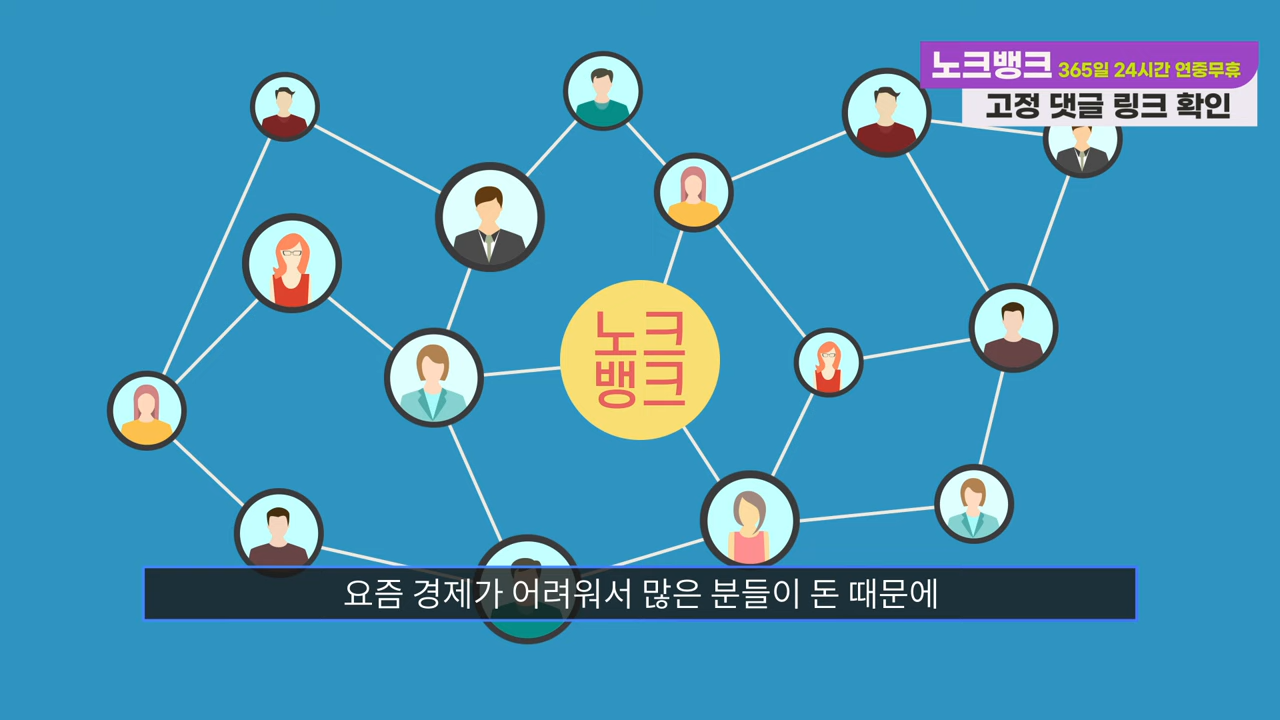 노크뱅크 365일 24시간 연중무휴
고정 댓글 링크 확인
노크
뱅크
요즘 경제가 어려워서 많은 분들이 돈 때문에